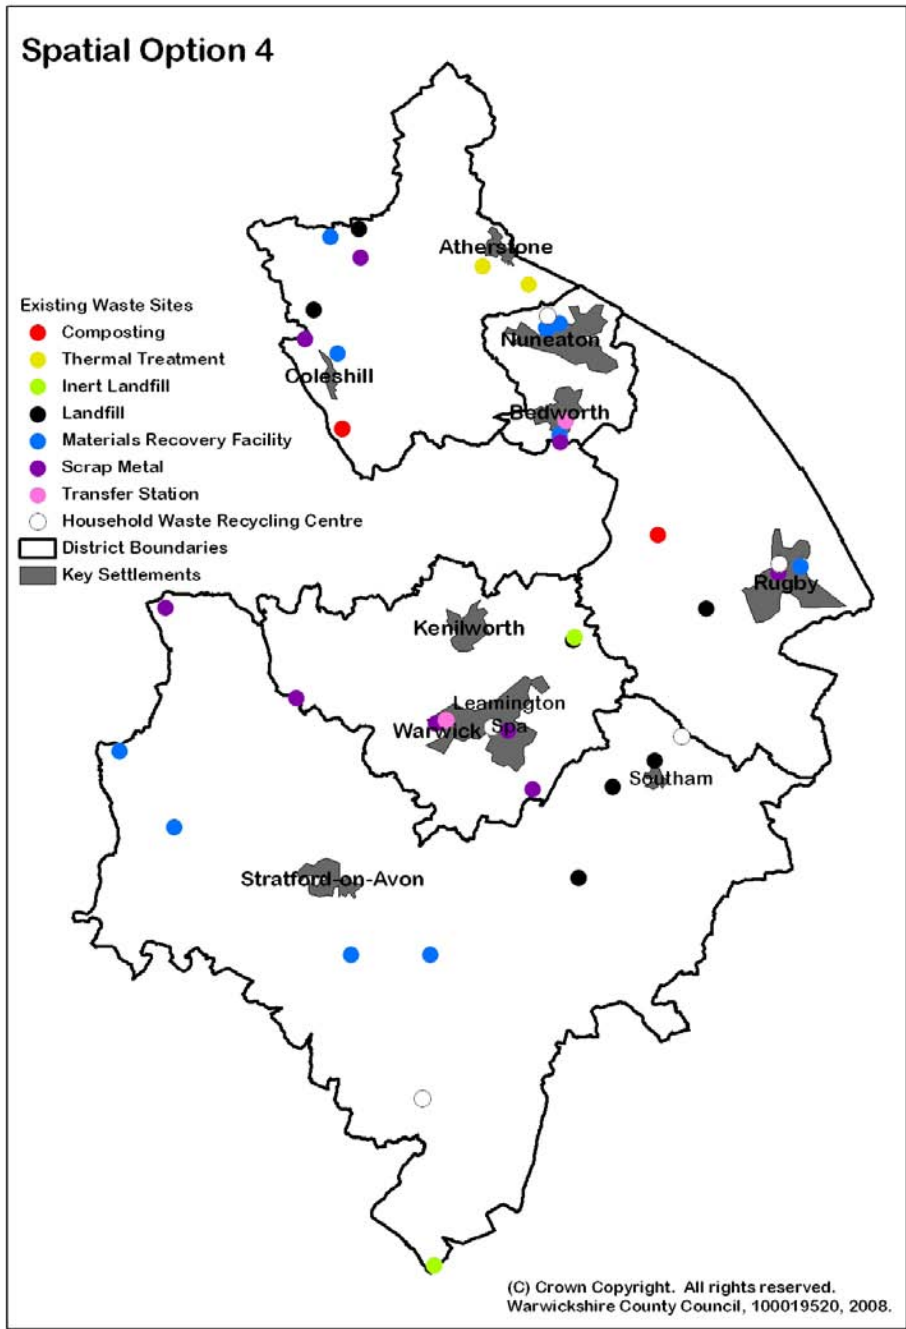 Spatial Option 4
Atherstone
Existing Waste Sites
Composting
Thermal Treatment
Inert Landfill
Landfill
Materials Recovery Facility
Scrap Metal
Transfer Station
Household Waste Recycling Centre
District Boundaries
Key Settlements
Nuneaton
Coleshill
Bedworth
Rugby
Kenilworth
Leamington
Spa
Warwick
Southam
Stratford-on-Avon
(C) Crown Copyright. All rights reserved.
Warwickshire County Council, 100019520, 2008.